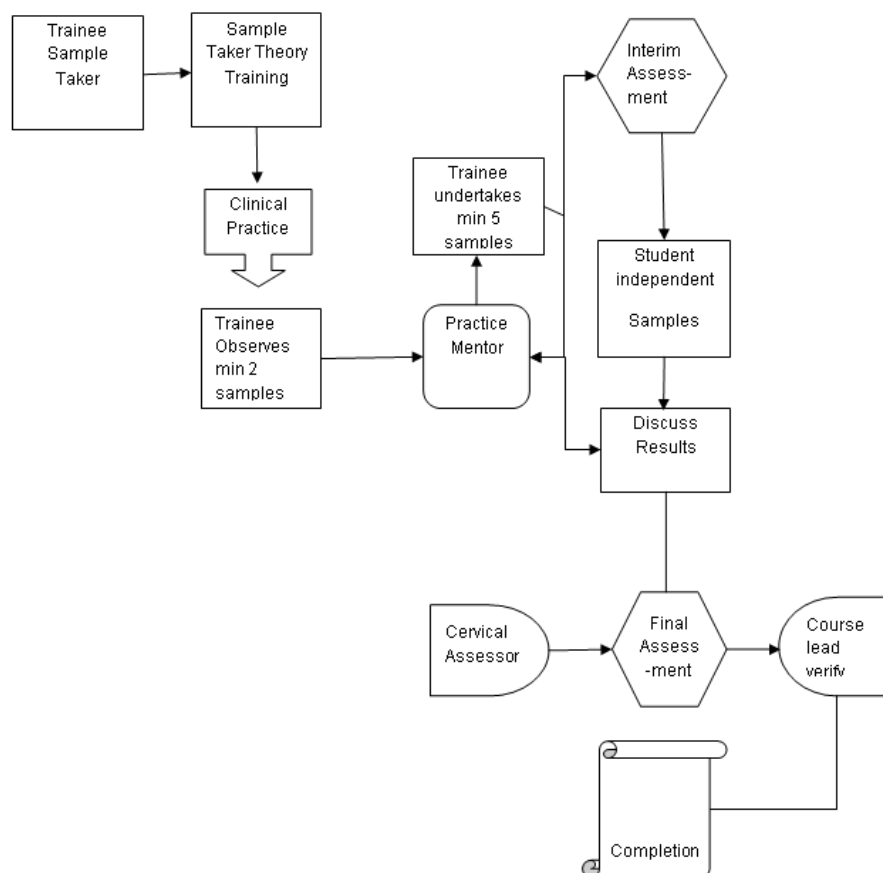 Trainee
Sample
Taker
Sample
Taker Theory
Training
Interim
Assess-
ment
Clinical
Practice
Trainee
undertakes
min 5
samples
Student
independent
Samples
Trainee
Observes
min 2
samples
Practice
Mentor
Discuss
Results
Cervical
Assessor
Final
Assess
-ment
Course
lead
verify
Completion